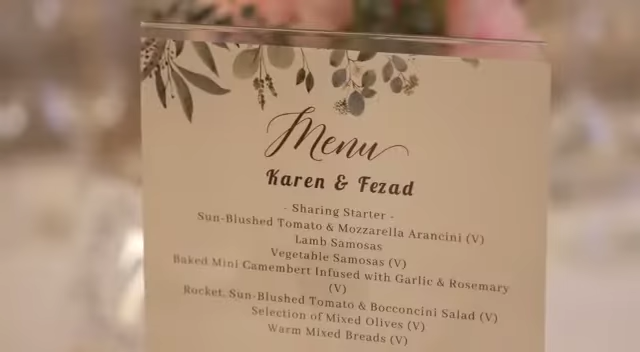 Menu
Karen & Fezad
- Sharing Starter -
Sun-Blushed Tomato & Mozzarella Arancini (V)
Lamb Samosas
Vegetable Samosas (V)
Baked Mini Camembert Infused with Garlic & Rosemary
(V)
Rocket, Sun-Blushed Tomato & Bocconcini Salad (V)
Selection of Mixed Olives (V)
Warm Mixed Breads (V)